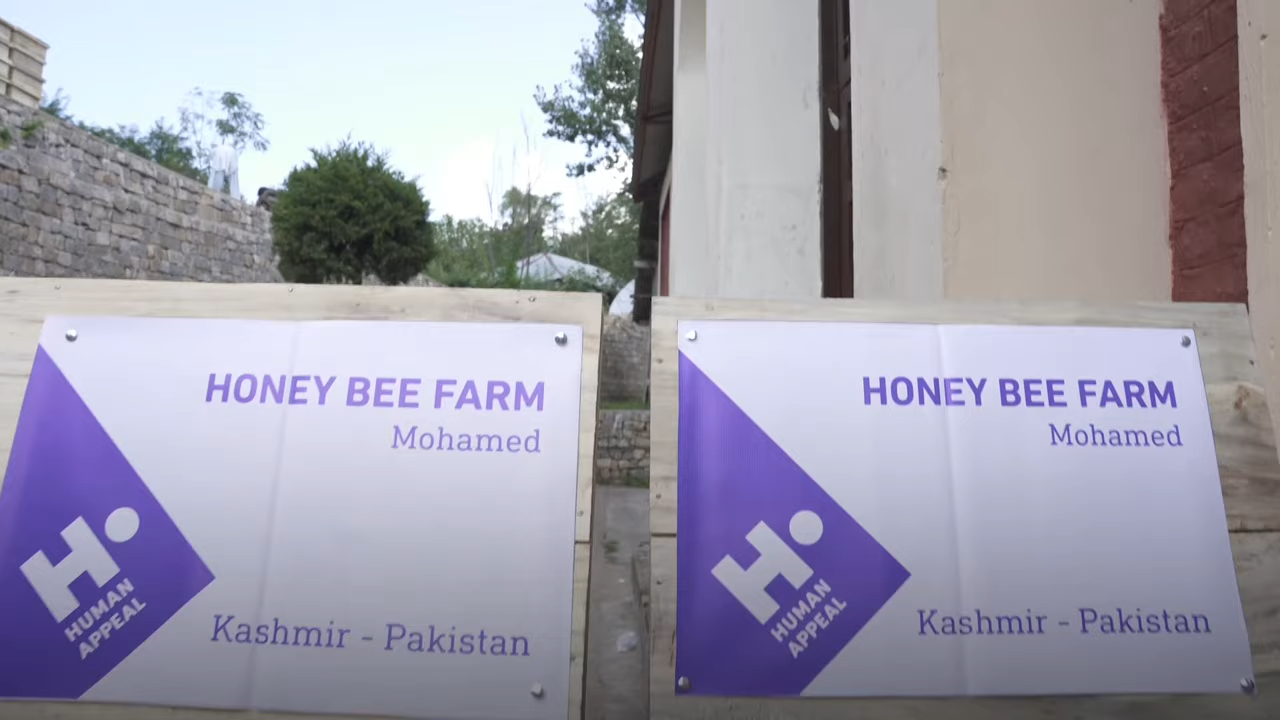 HONEY BEE FARM
Mohamed
HUMAN
APPEAL
Kashmir - Pakistan
HONEY BEE FARM
Mohamed
HUMAN
APPEAL
Kashmir - Pakistan